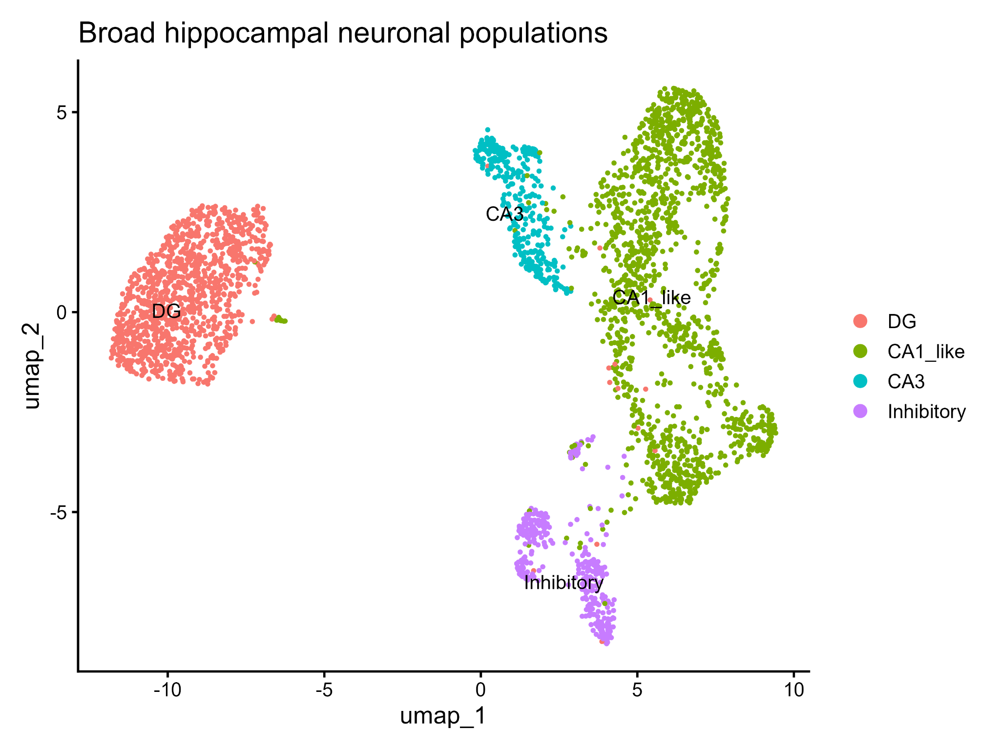 Broad hippocampal neuronal populations
5
0
-5
umap_2
CA3
CA1_like
DG
Inhibitory
-10
-5
0
5
10
umap_1
DG
CA1_like
CA3
Inhibitory